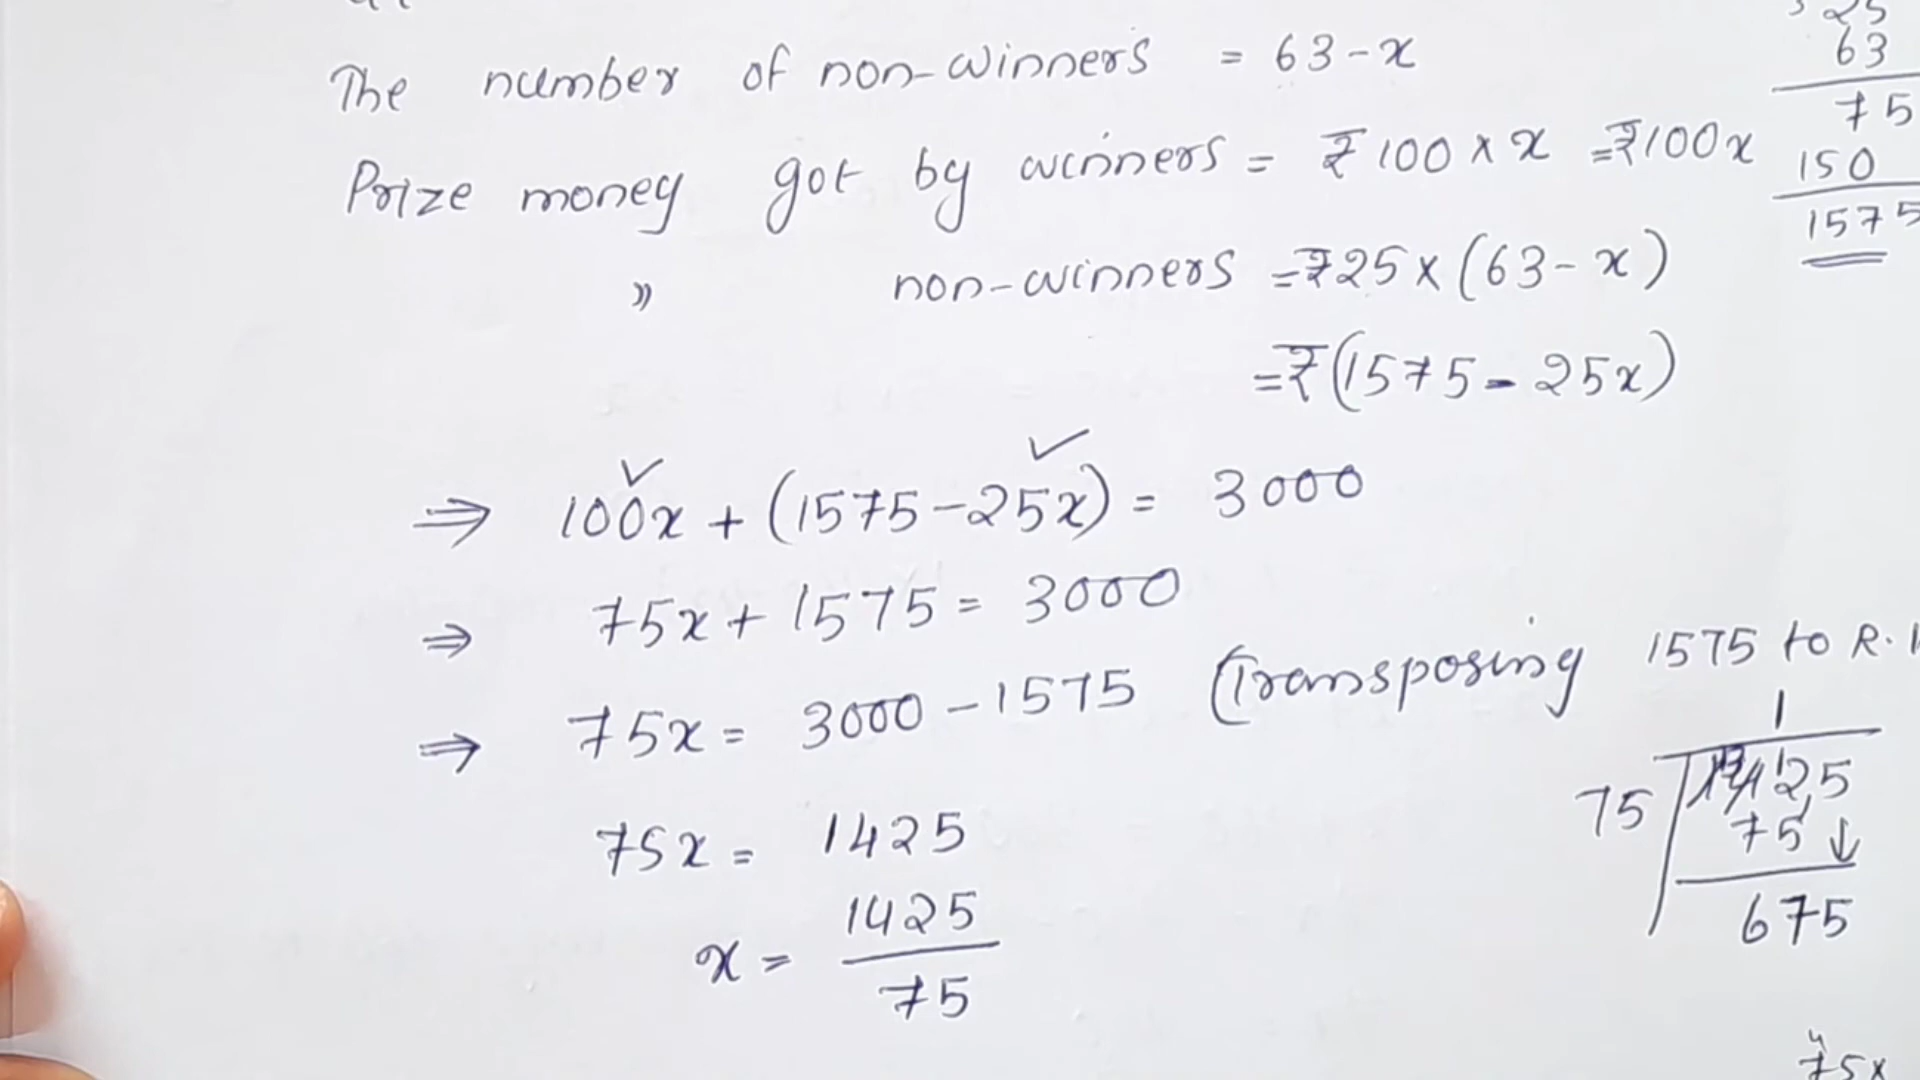 The number of non-winners = 63-x
Prize money got by winners = ₹100 × x = ₹100x
" non-winners = ₹25 × (63-x)
= ₹(1575 - 25x)
⇒ 100x + (1575-25x) = 3000
⇒ 75x + 1575 = 3000
⇒ 75x = 3000 - 1575 (Transposing 1575 to R.
75x = 1425
x = 1425/75
25
63
75
150
1575
1
75 1425
75
675
75x